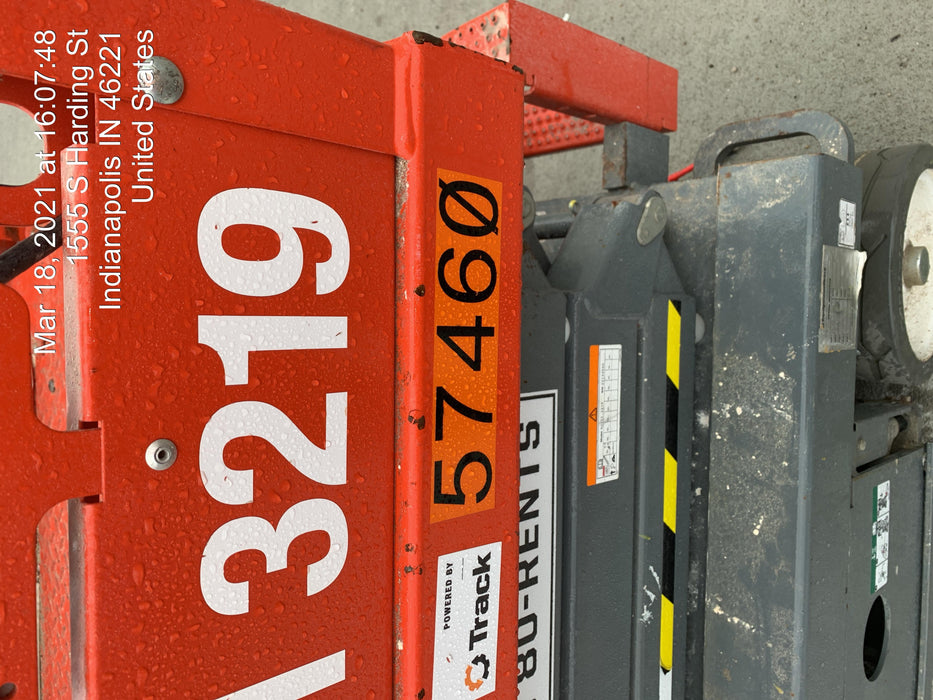 Mar 18, 2021 at 16:07:48
1555 S Harding St
Indianapolis IN 46221
United States
3219
5746Ø
POWERED BY
Track
80-RENTS